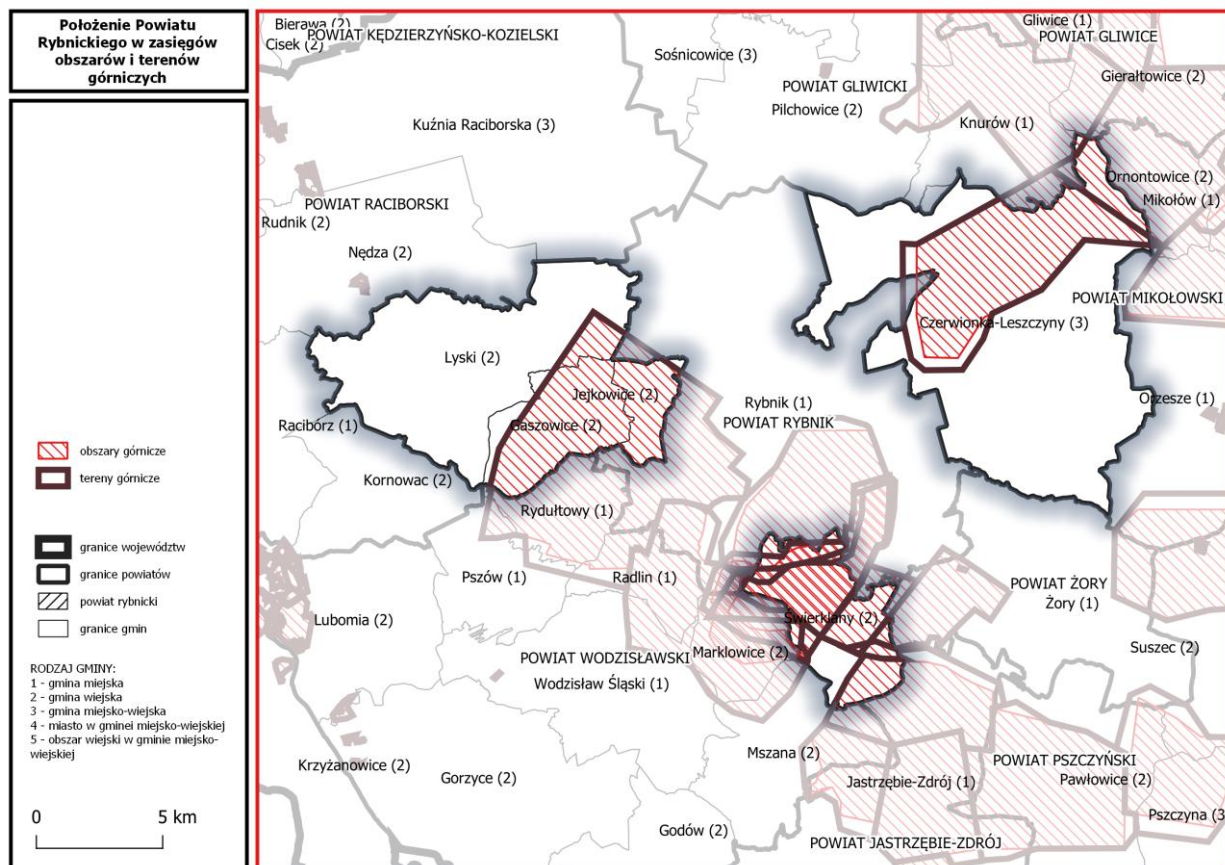 Położenie Powiatu
Rybnickiego w zasięgów
obszarów i terenów
górniczych
obszary górnicze
tereny górnicze
granice województw
granice powiatów
powiat rybnicki
granice gmin
RODZAJ GMINY:
1 - gmina miejska
2 - gmina wiejska
3 - gmina miejsko-wiejska
4 - miasto w gminei miejsko-wiejskiej
5 - obszar wiejski w gminie miejsko-
wiejskiej
0 5 km
Bierawa (2)
Cisek (2)
POWIAT KĘDZIERZYŃSKO-KOZIELSKI
Sośnicowice (3)
Gliwice (1)
POWIAT GLIWICE
Gierałtowice (2)
POWIAT GLIWICKI
Pilchowice (2)
Kuźnia Raciborska (3)
Knurów (1)
Ornontowice (2)
Mikołów (1)
POWIAT RACIBORSKI
Rudnik (2)
Nędza (2)
POWIAT MIKOŁOWSKI
Czerwionka-Leszczyny (3)
Lyski (2)
Jejkowice (2)
Orzesze (1)
Rybnik (1)
POWIAT RYBNIK
Racibórz (1)
Gaszowice (2)
Kornowac (2)
Rydułtowy (1)
Pszów (1)
Radlin (1)
POWIAT ŻORY
Żory (1)
Lubomia (2)
Świerklany (2)
Marklowice (2)
Suszec (2)
POWIAT WODZISŁAWSKI
Wodzisław Śląski (1)
Mszana (2)
POWIAT PSZCZYŃSKI
Krzyżanowice (2)
Gorzyce (2)
Jastrzębie-Zdrój (1)
Pawłowice (2)
Pszczyna (3
Godów (2)
POWIAT JASTRZĘBIE-ZDRÓJ